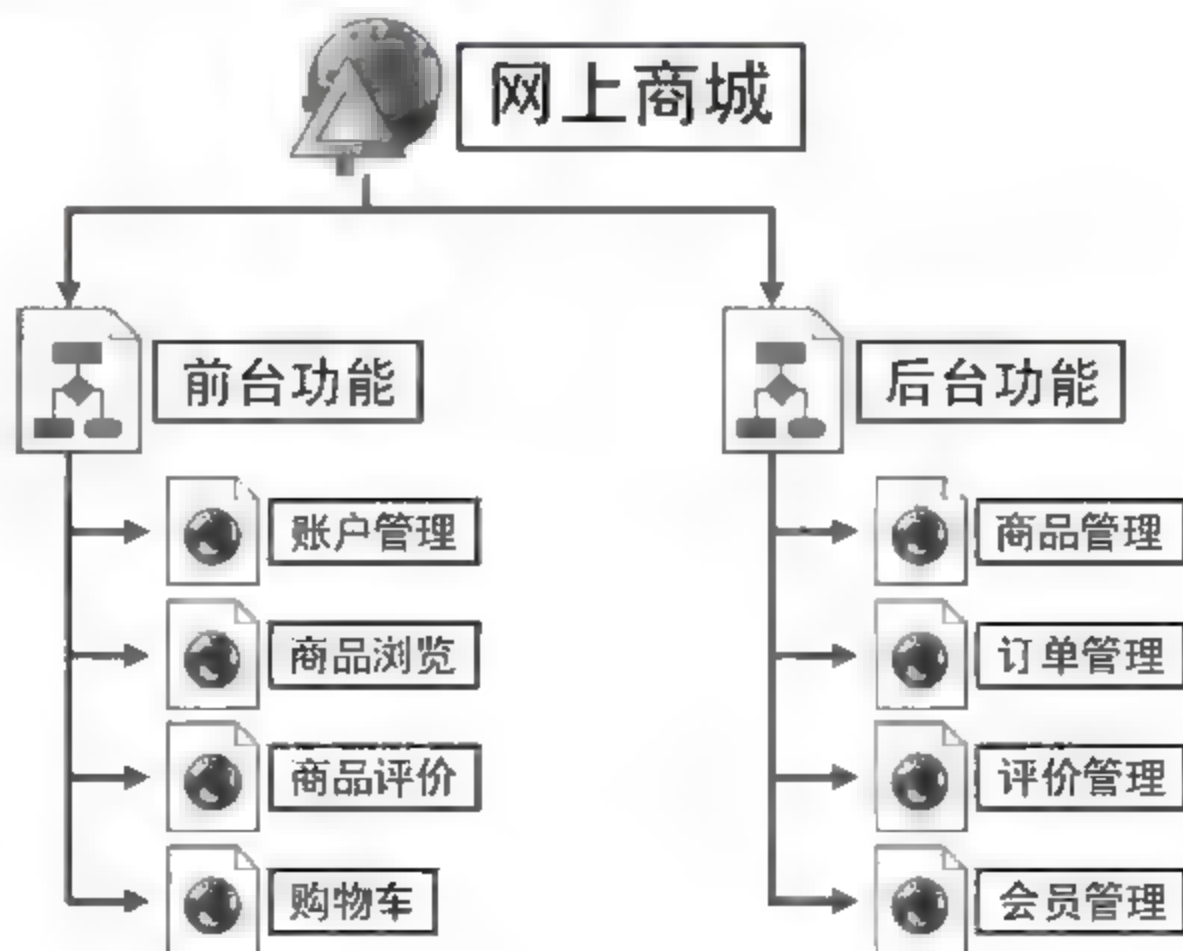 网上商城
前台功能
账户管理
商品浏览
商品评价
购物车
后台功能
商品管理
订单管理
评价管理
会员管理